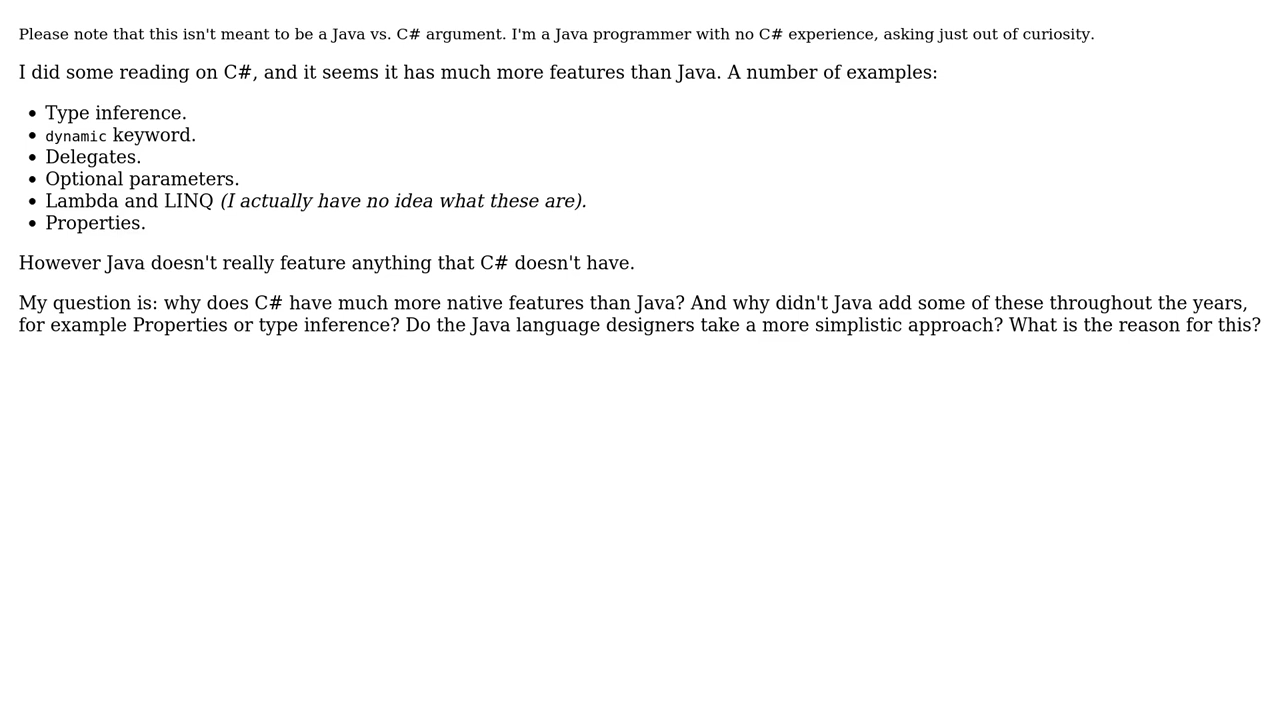 Please note that this isn't meant to be a Java vs. C# argument. I'm a Java programmer with no C# experience, asking just out of curiosity.
I did some reading on C#, and it seems it has much more features than Java. A number of examples:
• Type inference.
• dynamic keyword.
• Delegates.
• Optional parameters.
• Lambda and LINQ (I actually have no idea what these are).
• Properties.
However Java doesn't really feature anything that C# doesn't have.
My question is: why does C# have much more native features than Java? And why didn't Java add some of these throughout the years,
for example Properties or type inference? Do the Java language designers take a more simplistic approach? What is the reason for this?